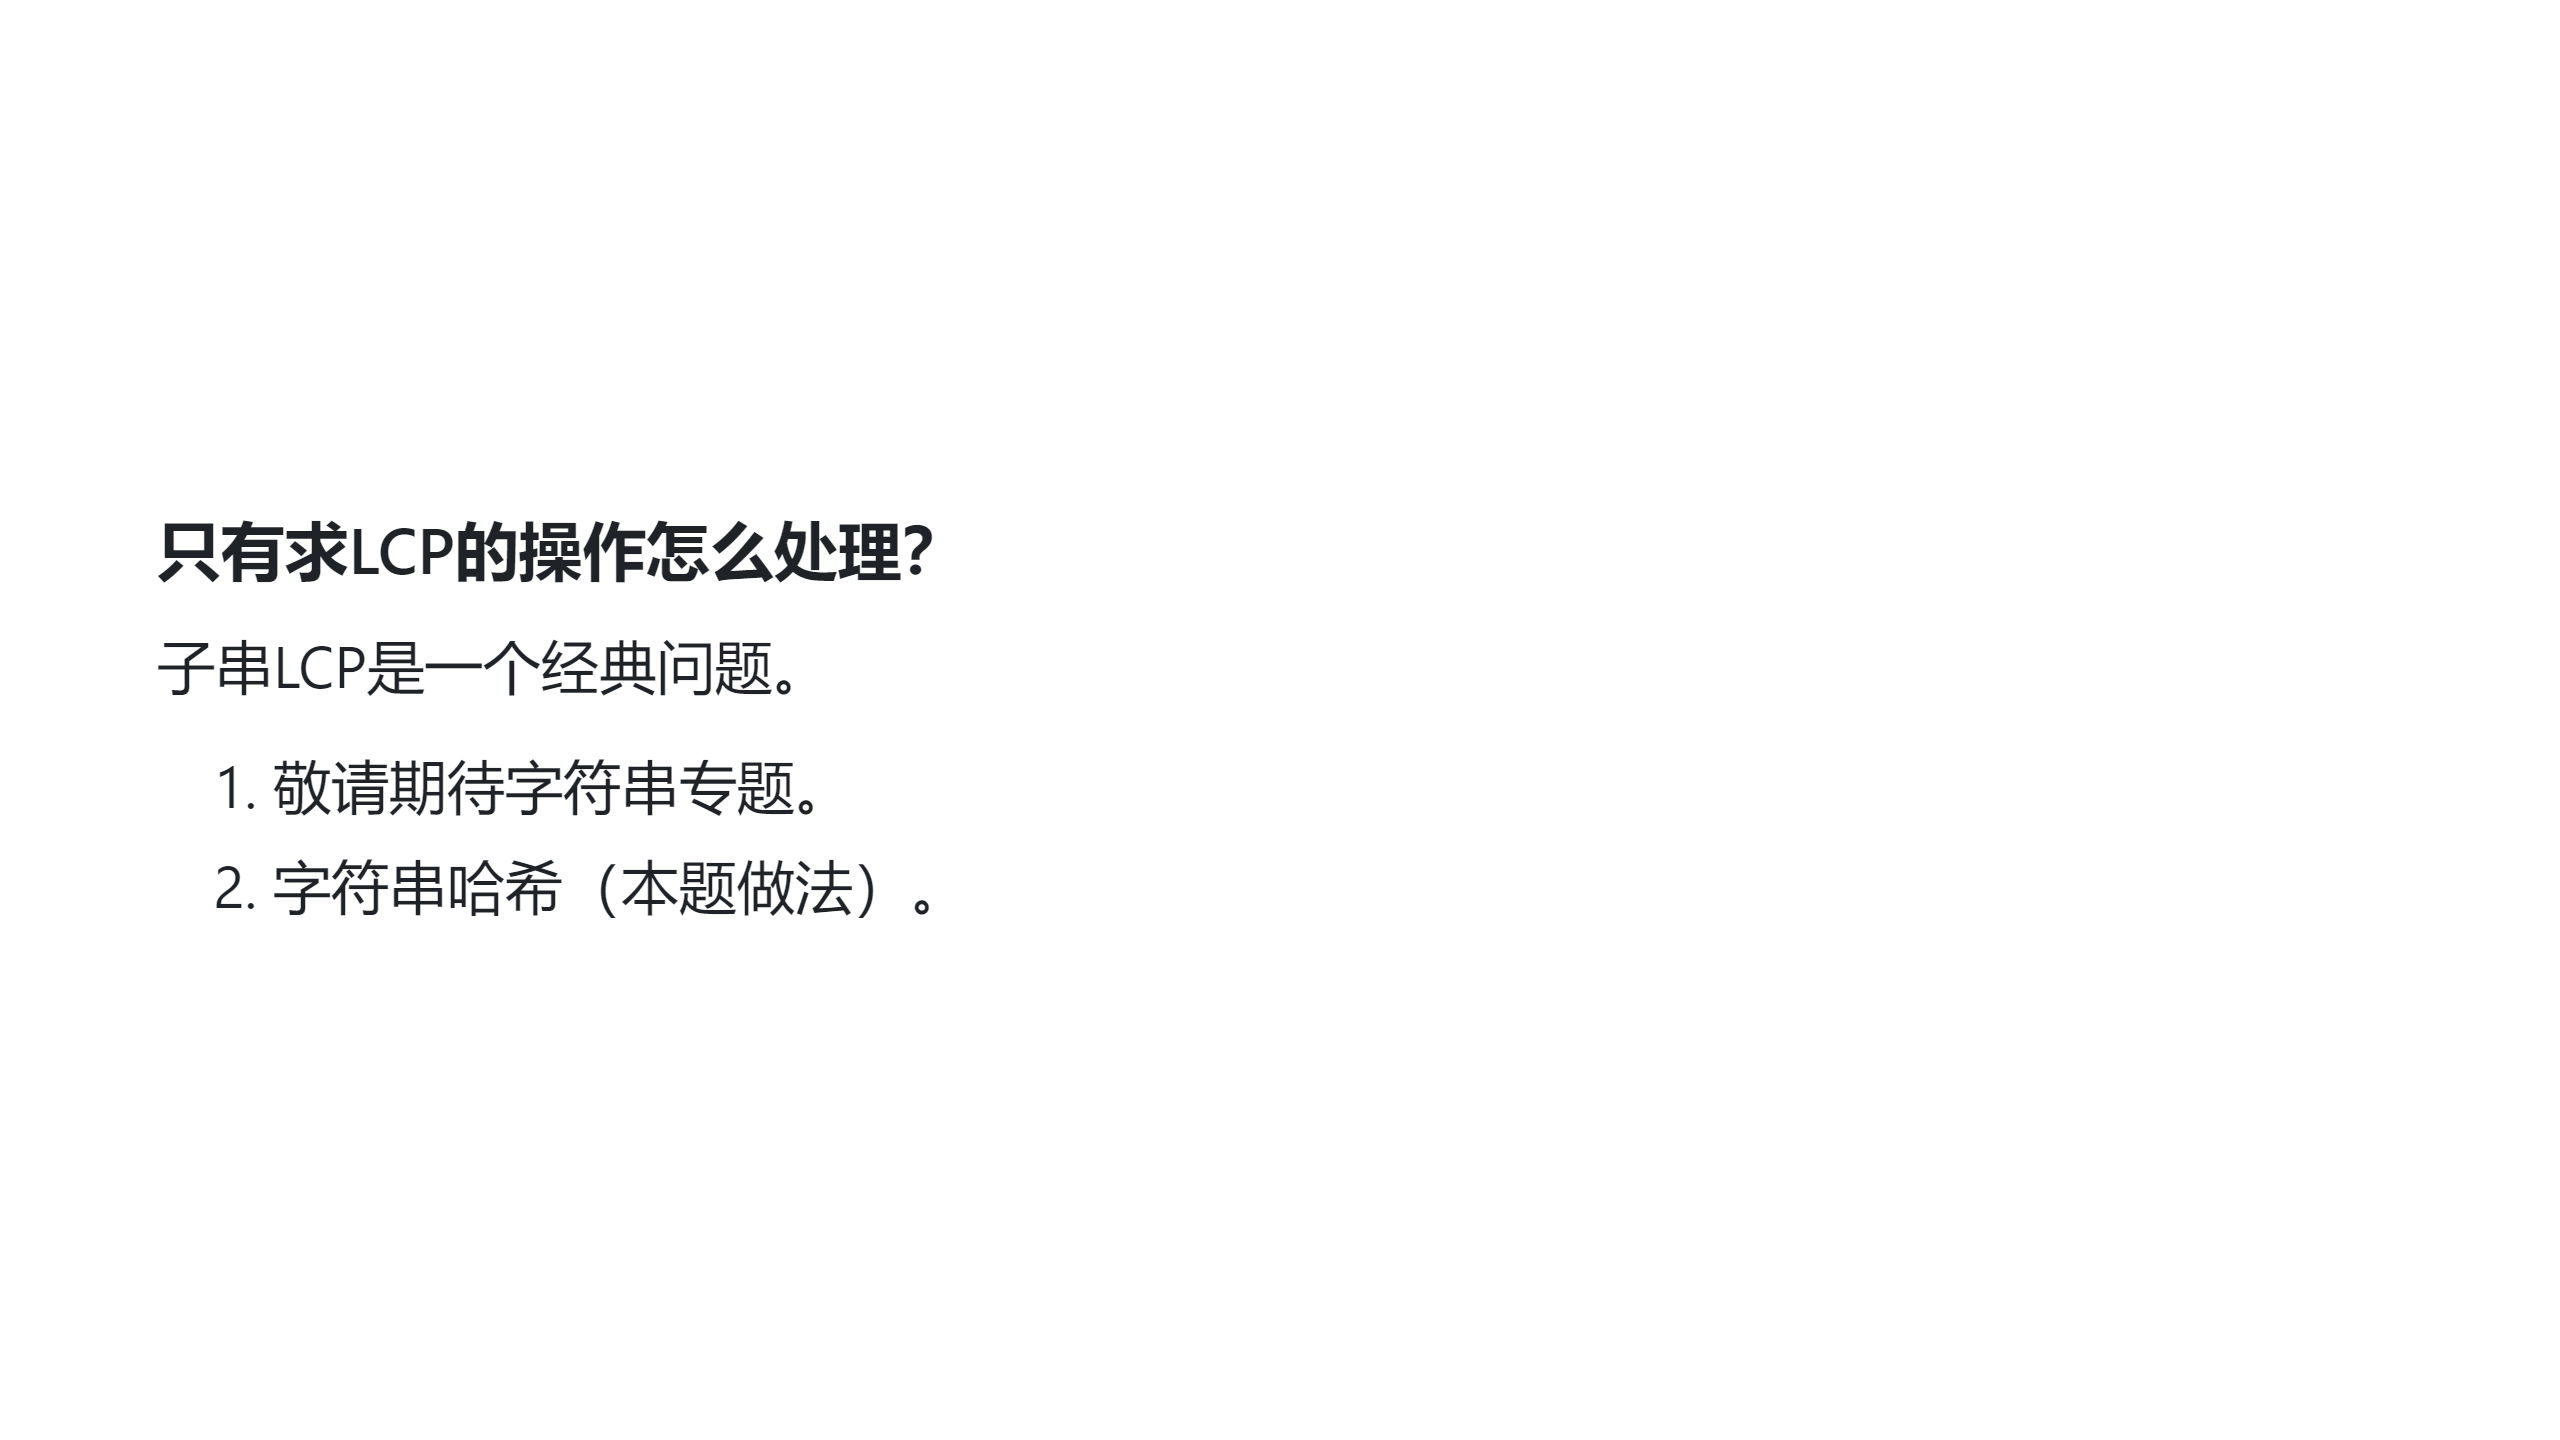 只有求LCP的操作怎么处理？
子串LCP是一个经典问题。
1. 敬请期待字符串专题。
2. 字符串哈希（本题做法）。